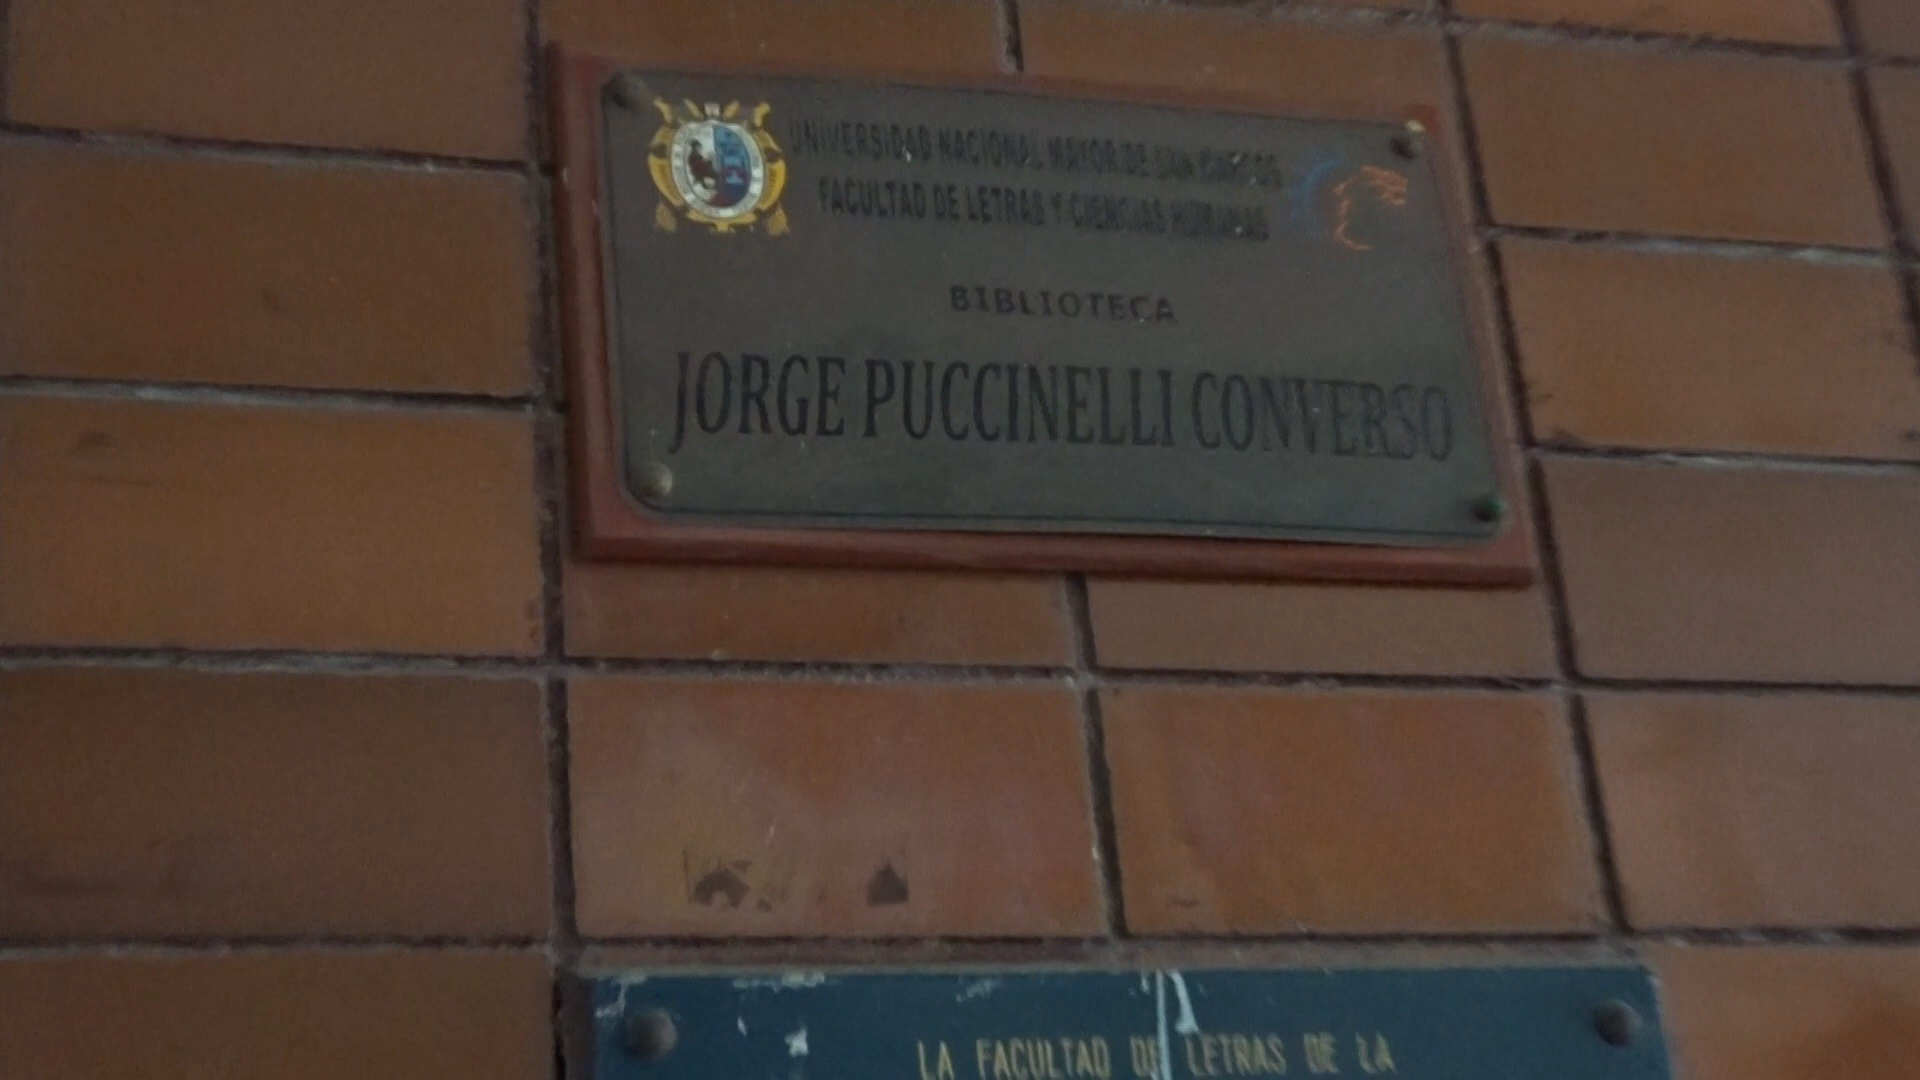 UNIVERSIDAD NACIONAL MAYOR DE SAN MARCOS
FACULTAD DE LETRAS Y CIENCIAS HUMANAS
BIBLIOTECA
JORGE PUCCINELLI CONVERSO
LA FACULTAD DE LETRAS DE LA